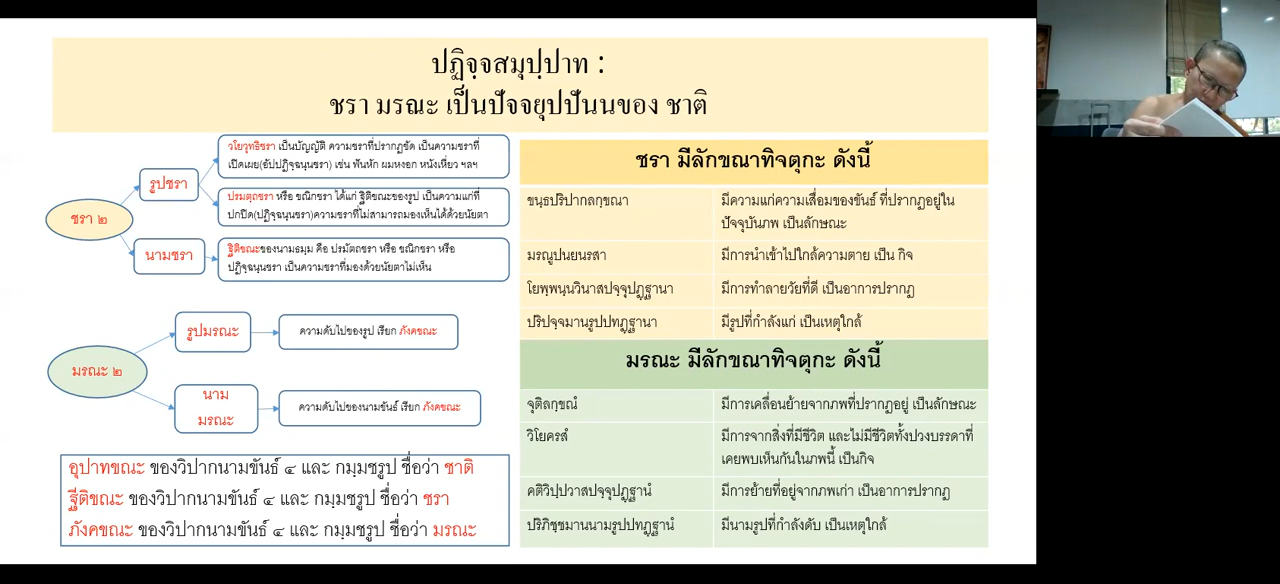 ปฏิจฺจสมุปฺปาท :
ชรา มรณะ เป็นปัจจยุปปันนของ ชาติ
ชรา ๒
รูปชรา
วโยวุทธิชรา เป็นบัญญัติ ความชราที่ปรากฏชัด เป็นความชราที่
เปิดเผย(อัปปฏิจฺฉนฺนชรา) เช่น ฟันหัก ผมหงอก หนังเหี่ยว ฯลฯ
ปรมตฺถชรา หรือ ขณิกชรา ได้แก่ ฐิติขณะของรูป เป็นความแก่ที่
ปกปิด(ปฏิจฺฉนฺนชรา)ความชราที่ไม่สามารถมองเห็นได้ด้วยนัยตา
นามชรา
ฐิติขณะของนามธมฺม คือ ปรมัตถชรา หรือ ขณิกชรา หรือ
ปฏิจฺฉนฺนชรา เป็นความชราที่มองด้วยนัยตาไม่เห็น
มรณะ ๒
รูปมรณะ
ความดับไปของรูป เรียก ภังคขณะ
นาม
มรณะ
ความดับไปของนามขันธ์ เรียก ภังคขณะ
อุปาทขณะ ของวิปากนามขันธ์ ๔ และ กมฺมชรูป ชื่อว่า ชาติ
ฐีติขณะ ของวิปากนามขันธ์ ๔ และ กมฺมชรูป ชื่อว่า ชรา
ภังคขณะ ของวิปากนามขันธ์ ๔ และ กมฺมชรูป ชื่อว่า มรณะ
ชรา มีลักขณาทิจตุกะ ดังนี้
ขนฺธปริปากลกฺขณา
มีความแก่ความเสื่อมของขันธ์ ที่ปรากฏอยู่ใน
ปัจจุบันภพ เป็นลักษณะ
มรณูปนยนรสา
มีการนำเข้าไปใกล้ความตาย เป็น กิจ
โยพฺพนฺนวินาสปจฺจุปฏฺฐานา
มีการทำลายวัยที่ดี เป็นอาการปรากฏ
ปริปจฺจมานรูปปทฏฺฐานา
มีรูปที่กำลังแก่ เป็นเหตุใกล้
มรณะ มีลักขณาทิจตุกะ ดังนี้
จุติลกฺขณํ
มีการเคลื่อนย้ายจากภพที่ปรากฏอยู่ เป็นลักษณะ
วิโยครสํ
มีการจากสิ่งที่มีชีวิต และไม่มีชีวิตทั้งปวงบรรดาที่
เคยพบเห็นกันในภพนี้ เป็นกิจ
คติวิปฺปวาสปจฺจุปฏฺฐานํ
มีการย้ายที่อยู่จากภพเก่า เป็นอาการปรากฏ
ปริภิชฺชมานนามรูปปทฏฺฐานํ
มีนามรูปที่กำลังดับ เป็นเหตุใกล้